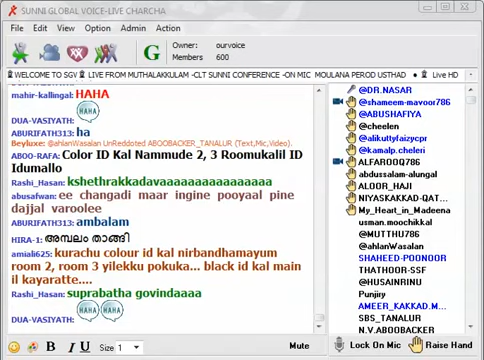 SUNNI GLOBAL VOICE-LIVE CHARCHA
File Edit View Option Admin Action
G Owner: ourvoice
Members 600
WELCOME TO SGV LIVE FROM MUTHALAKKULAM -CLT SUNNI CONFERENCE -ON MIC MOULANA PEROD USTHAD Live HD
mahir-kallingal: HAHA
DUA-VASIYATH: HAHA
ABURIFATH313: ha
Beyluxe: @ahlanWasalan UnReddoted ABOOBACKER_TANALUR (Text,Mic,Video).
ABOO-RAFA: Color ID Kal Nammude 2, 3 Roomukalil ID
Idumallo
Rashi_Hasan: kshethrakkadavaaaaaaaaaaaaaaaa
abusafwan: ee changadi maar ingine pooyaal pine
dajjal varoolee
ABURIFATH313: ambalam
HIRA-1: അമ്പലം താങ്ങി
amiali625: kurachu colour id kal nirbandhamayum
room 2, room 3 yilekku pokuka... black id kal main
il kayaratte....
Rashi_Hasan: suprabatha govindaaaa
DUA-VASIYATH: HAHA HAHA
B I U Size 1 Mute
@DR.NASAR
@shameem-mavoor786
@ABUSHAFIYA
@cheelen
@alikuttyfaizycpr
@kamalp.cheleri
ALFAROOQ786
abdussalam-alungal
ALOOR_HAJI
NIYASKAKKAD-QAT...
My_Heart_in_Madeena
usman.moochikkal
@MUTTHU786
@ahlanWasalan
SHAHEED-POONOOR
THATHOOR-SSF
@HUSAINRINU
Punjiry
AMEER_KAKKAD.M...
SBS_TANALUR
N.V.ABOOBACKER
Lock On Mic Raise Hand